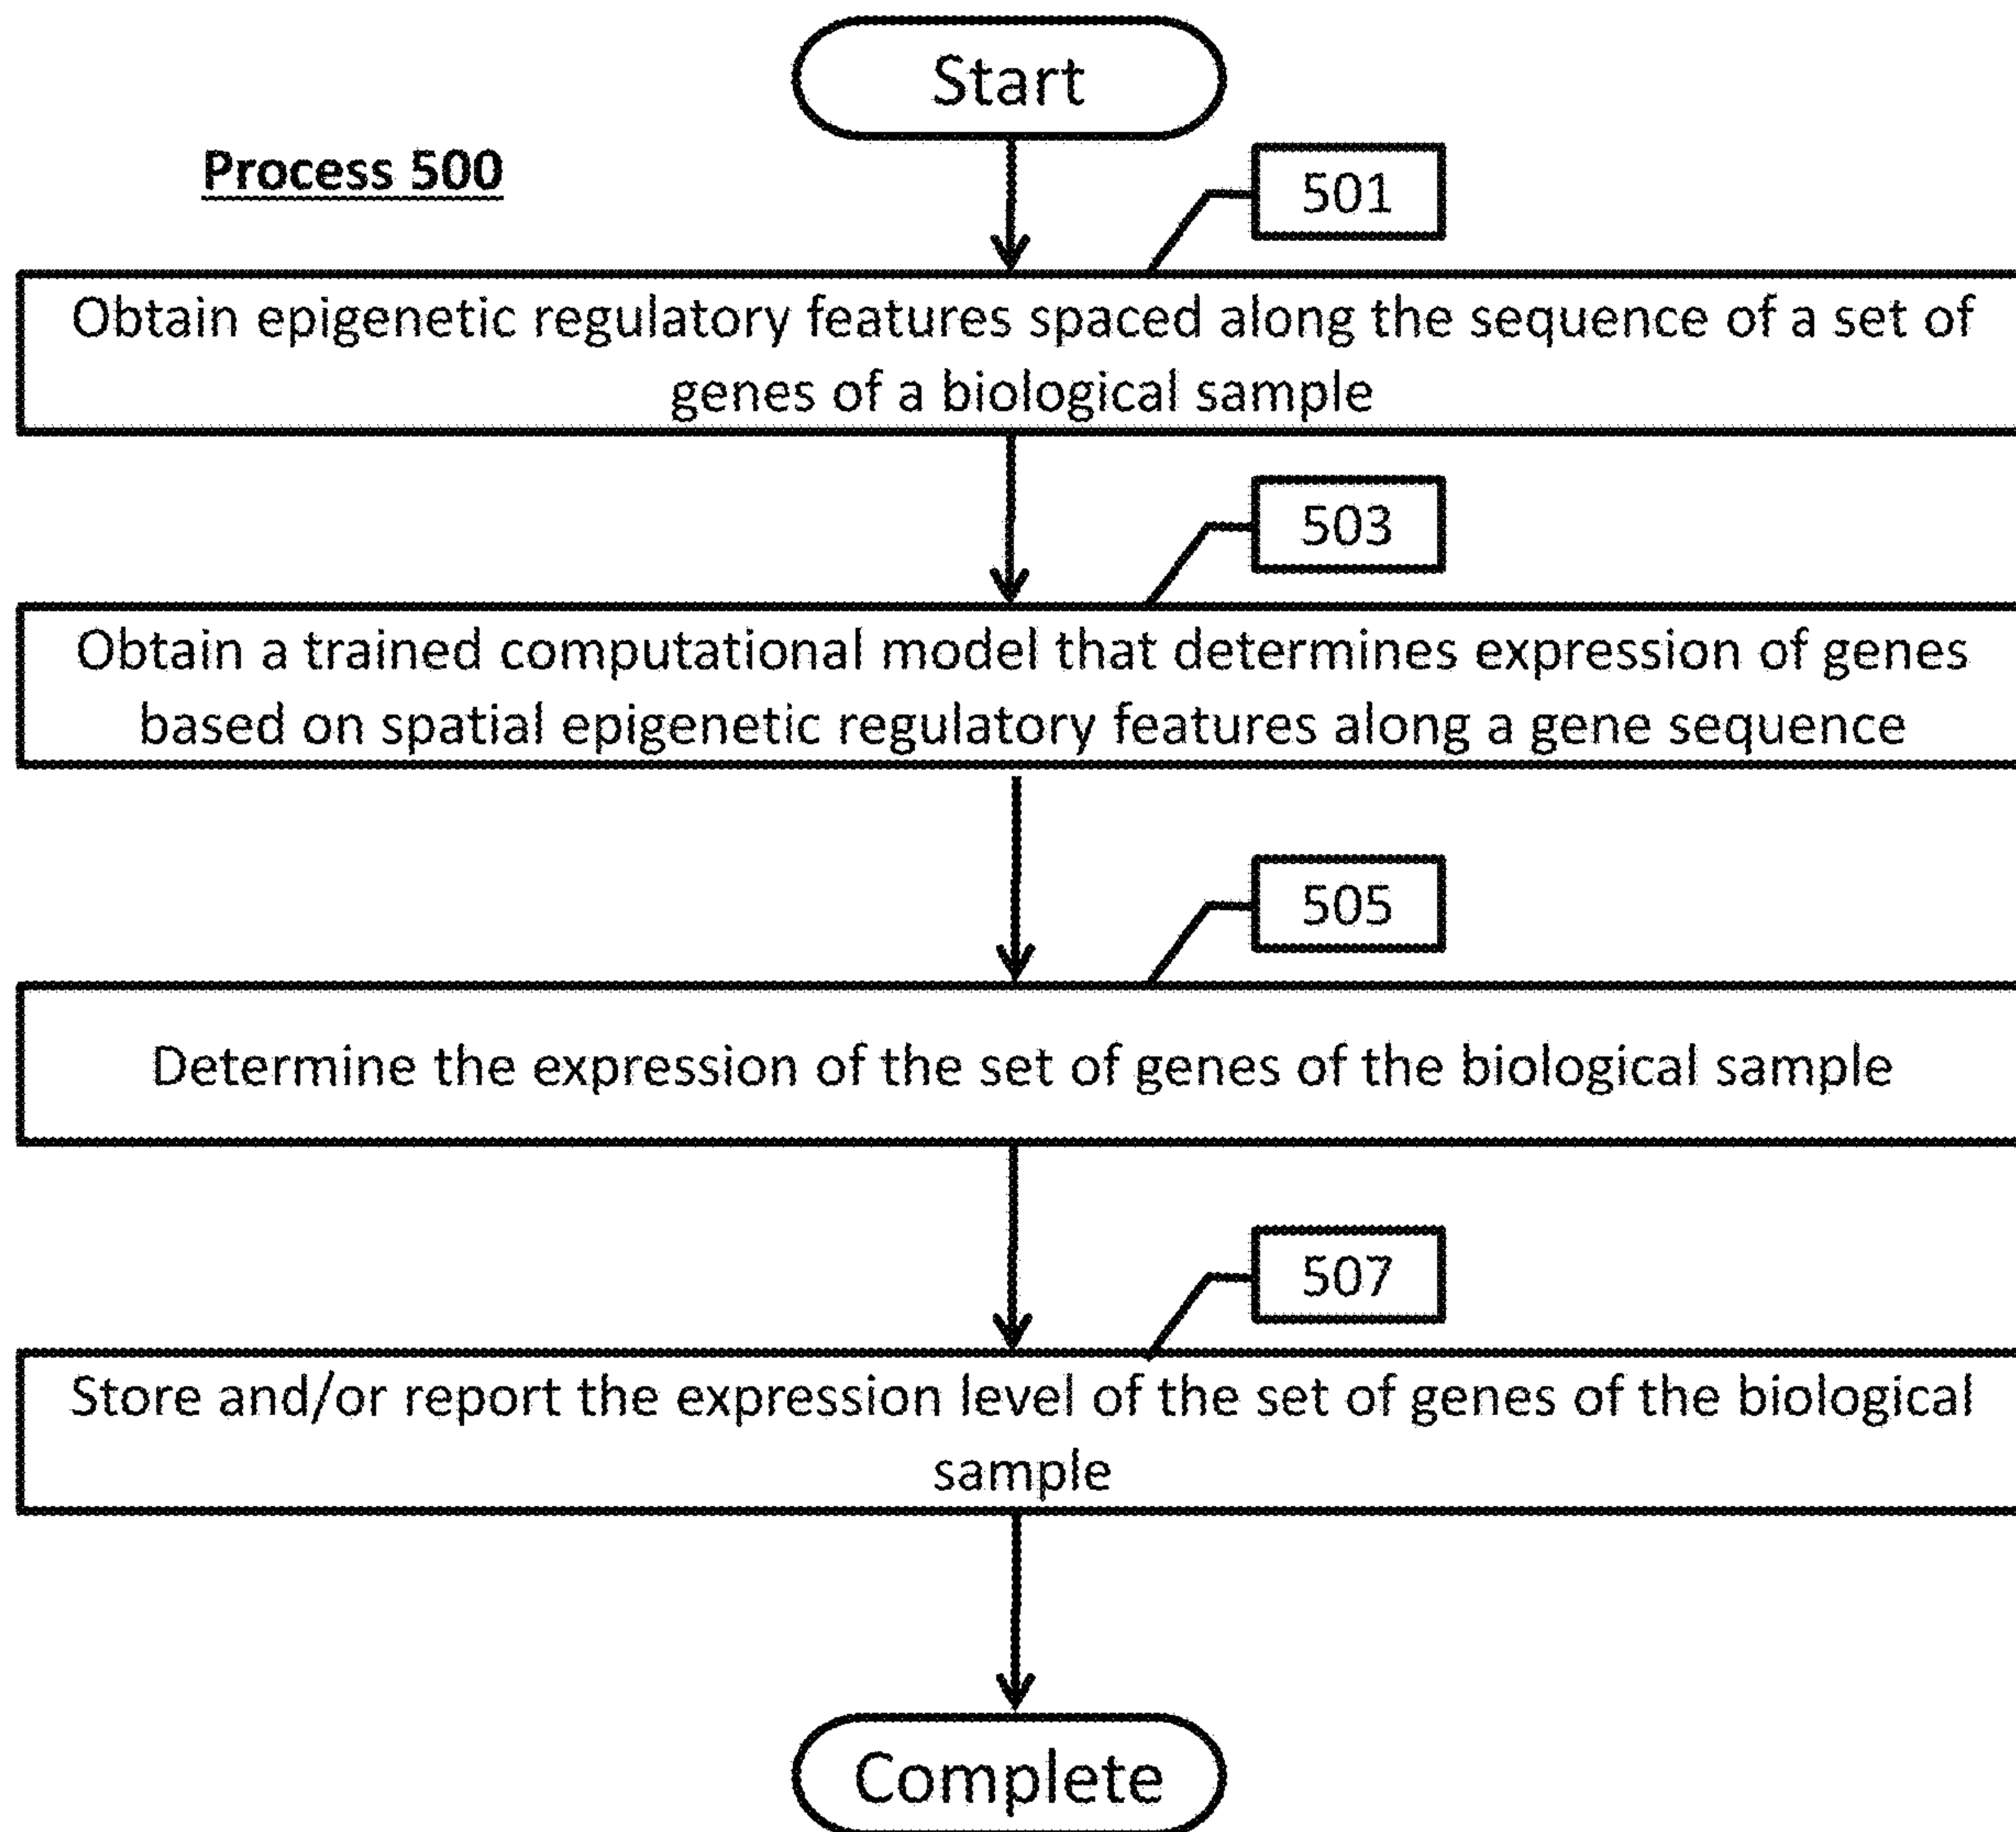 Start
Process 500
501
Obtain epigenetic regulatory features spaced along the sequence of a set of
genes of a biological sample
503
Obtain a trained computational model that determines expression of genes
based on spatial epigenetic regulatory features along a gene sequence
505
Determine the expression of the set of genes of the biological sample
507
Store and/or report the expression level of the set of genes of the biological
sample
Complete